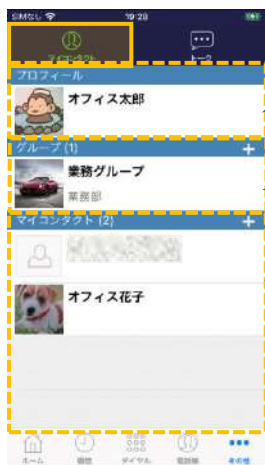 SIMなし 19:28
マイコンタクト トーク
プロフィール
オフィス太郎
グループ (1) +
業務グループ
業務部
マイコンタクト (2) +
オフィス花子
ホーム 履歴 ダイヤル 電話帳 その他